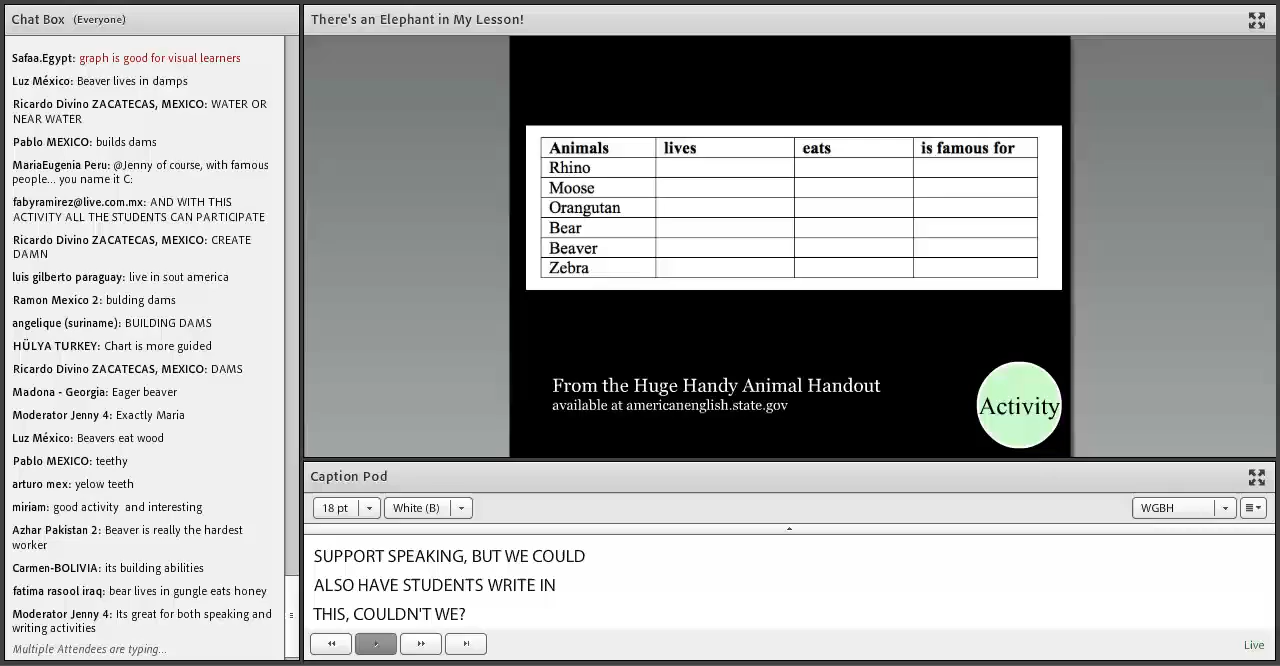 Chat Box (Everyone)
Safaa.Egypt: graph is good for visual learners
Luz México: Beaver lives in damps
Ricardo Divino ZACATECAS, MEXICO: WATER OR
NEAR WATER
Pablo MEXICO: builds dams
MariaEugenia Peru: @Jenny of course, with famous
people... you name it C:
fabyramirez@live.com.mx: AND WITH THIS
ACTIVITY ALL THE STUDENTS CAN PARTICIPATE
Ricardo Divino ZACATECAS, MEXICO: CREATE
DAMN
luis gilberto paraguay: live in sout america
Ramon Mexico 2: bulding dams
angelique (suriname): BUILDING DAMS
HÜLYA TURKEY: Chart is more guided
Ricardo Divino ZACATECAS, MEXICO: DAMS
Madona - Georgia: Eager beaver
Moderator Jenny 4: Exactly Maria
Luz México: Beavers eat wood
Pablo MEXICO: teethy
arturo mex: yelow teeth
miriam: good activity and interesting
Azhar Pakistan 2: Beaver is really the hardest
worker
Carmen-BOLIVIA: its building abilities
fatima rasool iraq: bear lives in gungle eats honey
Moderator Jenny 4: Its great for both speaking and
writing activities
Multiple Attendees are typing...
There's an Elephant in My Lesson!
Animals lives eats is famous for
Rhino
Moose
Orangutan
Bear
Beaver
Zebra
From the Huge Handy Animal Handout
available at americanenglish.state.gov
Activity
Caption Pod
18 pt White (B) WGBH
SUPPORT SPEAKING, BUT WE COULD
ALSO HAVE STUDENTS WRITE IN
THIS, COULDN'T WE?
Live